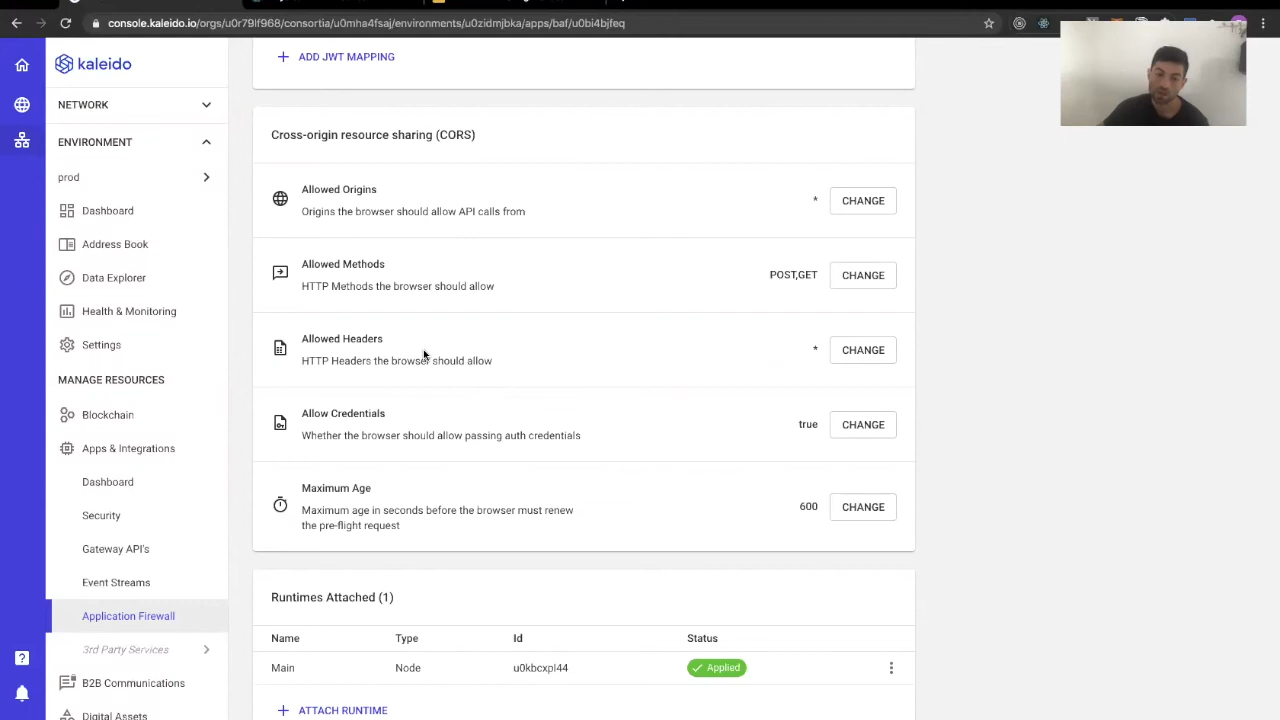 console.kaleido.io/orgs/u0r79lf968/consortia/u0mha4fsaj/environments/u0zidmjbka/apps/baf/u0bi4bjfeq
kaleido
NETWORK
ENVIRONMENT
prod
Dashboard
Address Book
Data Explorer
Health & Monitoring
Settings
MANAGE RESOURCES
Blockchain
Apps & Integrations
Dashboard
Security
Gateway API's
Event Streams
Application Firewall
3rd Party Services
B2B Communications
Digital Assets
ADD JWT MAPPING
Cross-origin resource sharing (CORS)
Allowed Origins
Origins the browser should allow API calls from
* CHANGE
Allowed Methods
HTTP Methods the browser should allow
POST,GET CHANGE
Allowed Headers
HTTP Headers the browser should allow
* CHANGE
Allow Credentials
Whether the browser should allow passing auth credentials
true CHANGE
Maximum Age
Maximum age in seconds before the browser must renew
the pre-flight request
600 CHANGE
Runtimes Attached (1)
Name Type Id Status
Main Node u0kbcxpl44 Applied
ATTACH RUNTIME